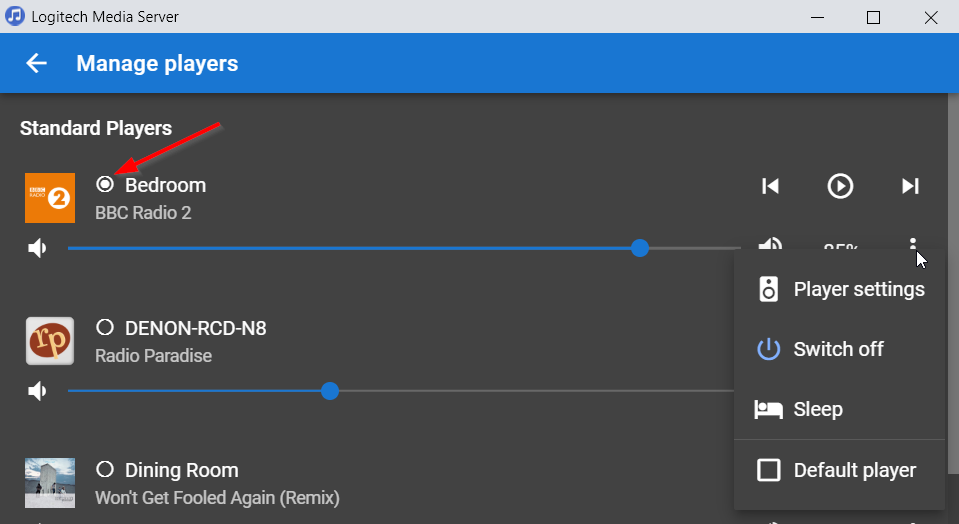 Logitech Media Server
Manage players
Standard Players
BBC
RADIO
2
Bedroom
BBC Radio 2
85%
Player settings
rp
DENON-RCD-N8
Radio Paradise
Switch off
Sleep
Dining Room
Won't Get Fooled Again (Remix)
Default player